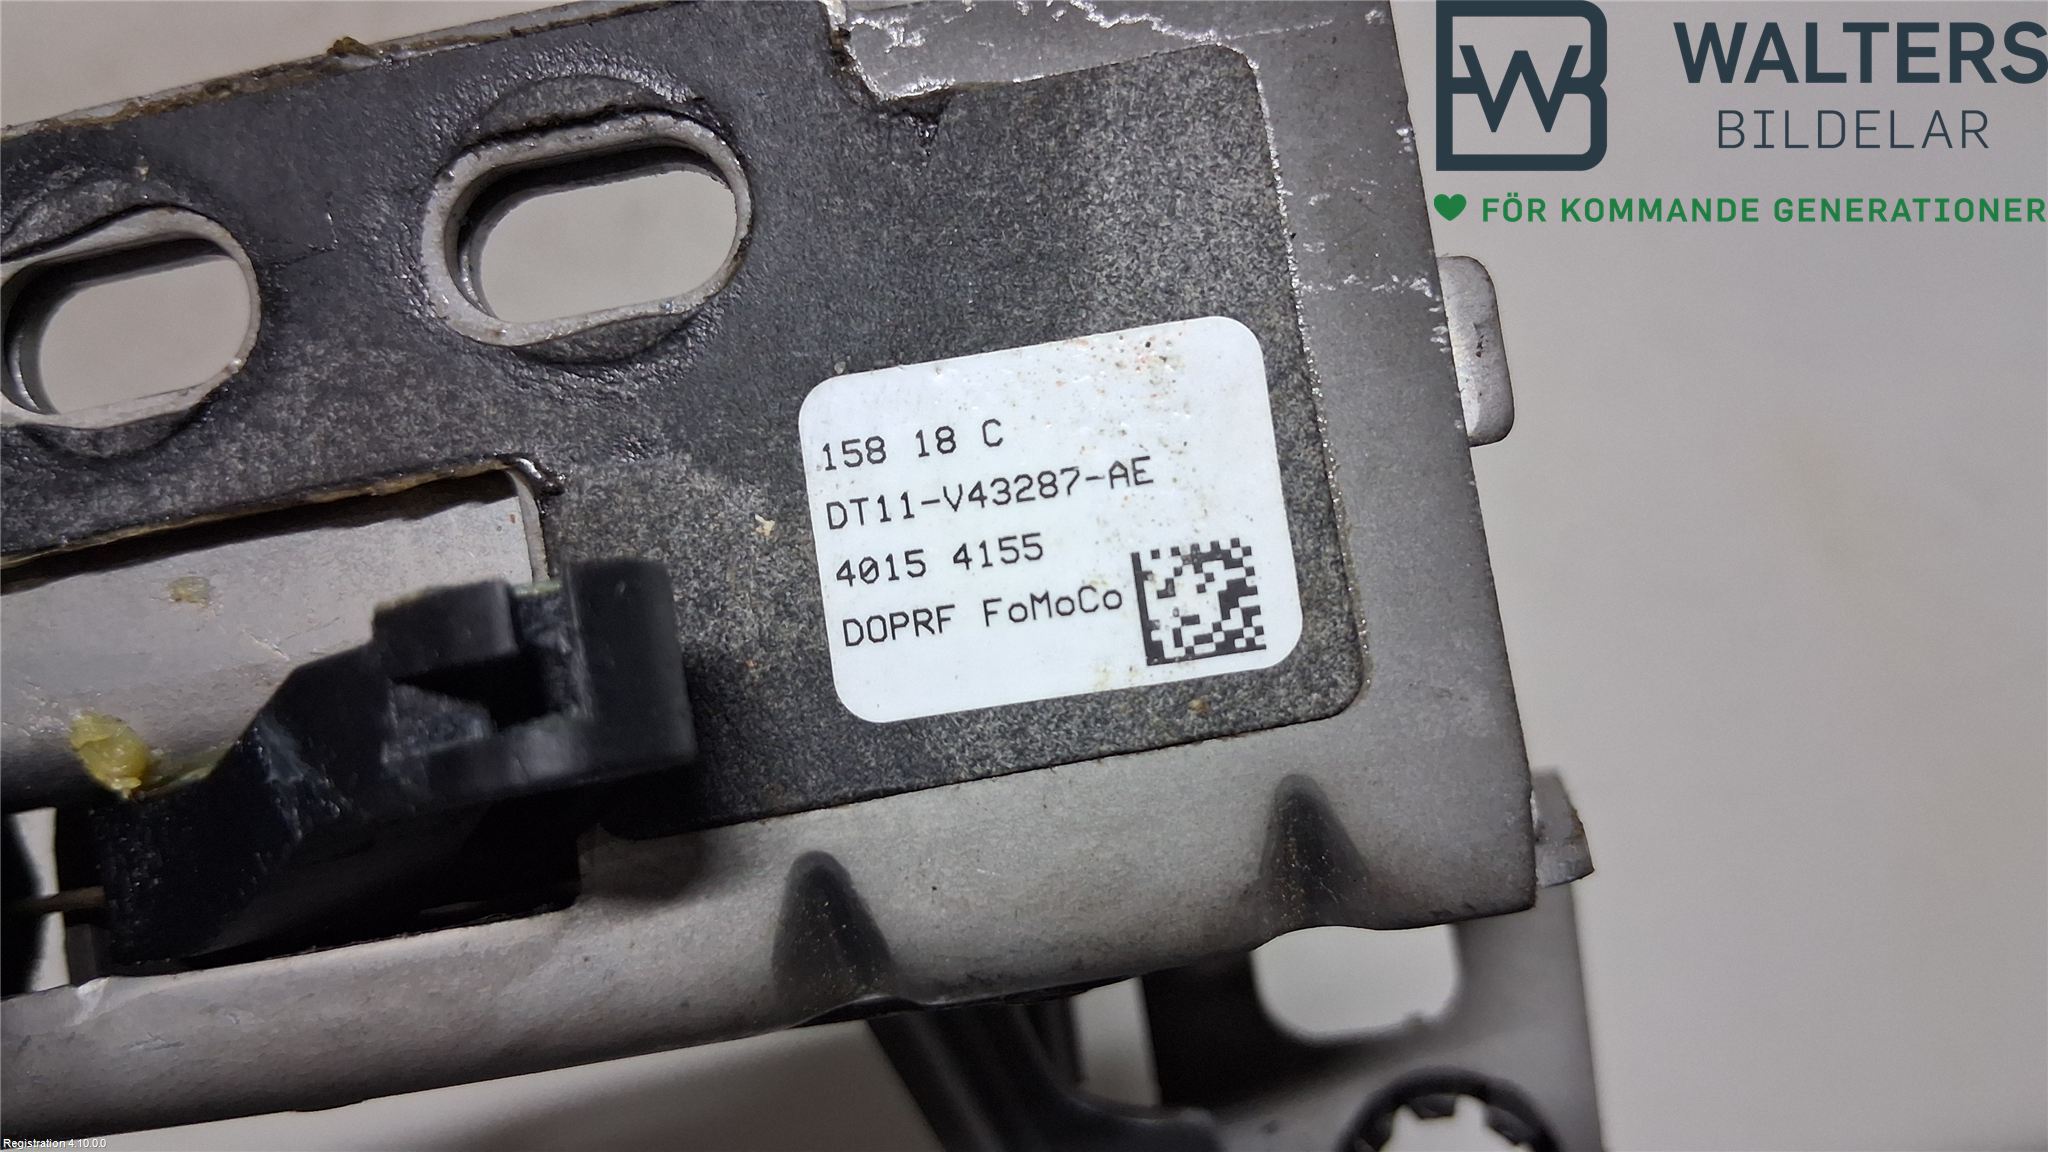 WALTERS
BILDELAR
FÖR KOMMANDE GENERATIONER
158 18 C
DT11-V43287-AE
4015 4155
DOPRF FoMoCo
Registration 4.10.0.0